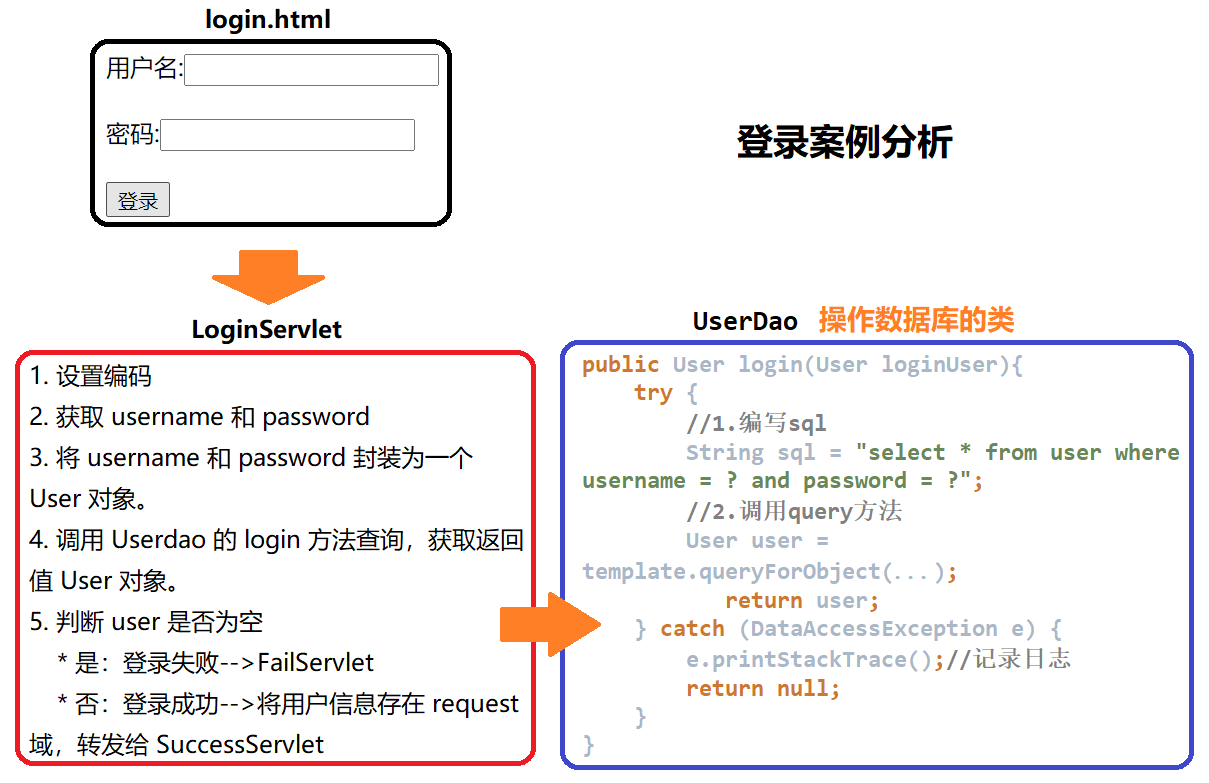 login.html
用户名:
密码:
登录
登录案例分析
LoginServlet
1. 设置编码
2. 获取 username 和 password
3. 将 username 和 password 封装为一个
User 对象。
4. 调用 Userdao 的 login 方法查询，获取返回
值 User 对象。
5. 判断 user 是否为空
* 是：登录失败-->FailServlet
* 否：登录成功-->将用户信息存在 request
域，转发给 SuccessServlet
UserDao 操作数据库的类
public User login(User loginUser){
try {
//1.编写sql
String sql = "select * from user where
username = ? and password = ?";
//2.调用query方法
User user =
template.queryForObject(...);
return user;
} catch (DataAccessException e) {
e.printStackTrace();//记录日志
return null;
}
}